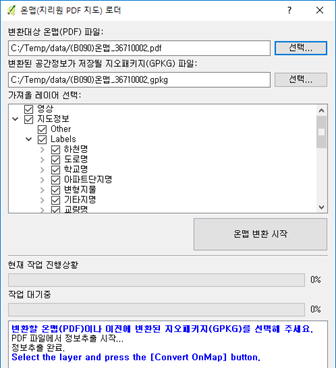 온맵(지리원 PDF 지도) 로더
변환대상 온맵(PDF) 파일:
C:/Temp/data/(B090)온맵_36710002.pdf
선택...
변환된 공간정보가 저장될 지오패키지(GPKG) 파일:
C:/Temp/data/(B090)온맵_36710002.gpkg
선택...
가져올 레이어 선택:
영상
지도정보
Other
Labels
하천명
도로명
학교명
아파트단지명
변형지물
기타지명
교량명
온맵 변환 시작
현재 작업 진행상황
0%
작업 대기중
0%
변환할 온맵(PDF)이나 이전에 변환된 지오패키지(GPKG)를 선택해 주세요.
PDF 파일에서 정보추출 시작...
정보추출 완료.
Select the layer and press the [Convert OnMap] button.